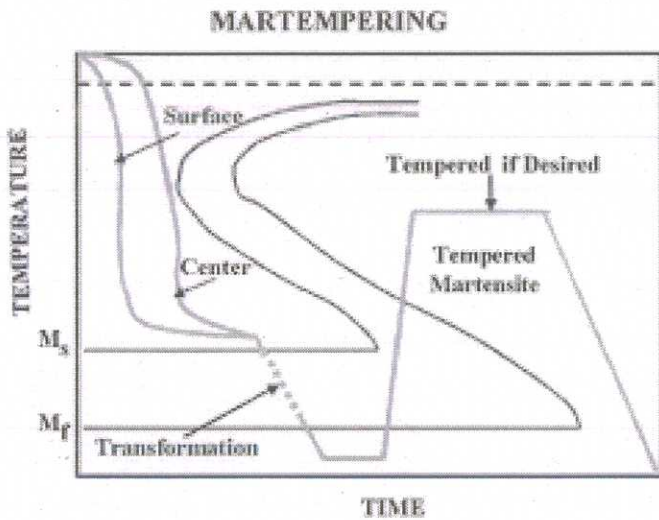 MARTEMPERING
Surface
Tempered if Desired
Tempered
Martensite
Center
TEMPERATURE
Ms
Mf
Transformation
TIME